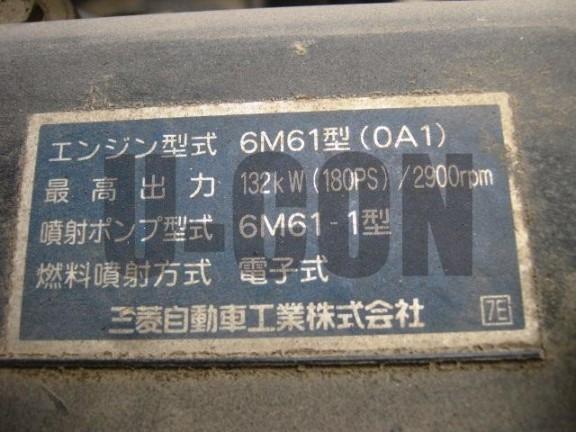 エンジン型式 6M61型(0A1)
最高出力 132kW(180PS)/2900rpm
噴射ポンプ型式 6M61-1型
燃料噴射方式 電子式
三菱自動車工業株式会社 7E
U-CON